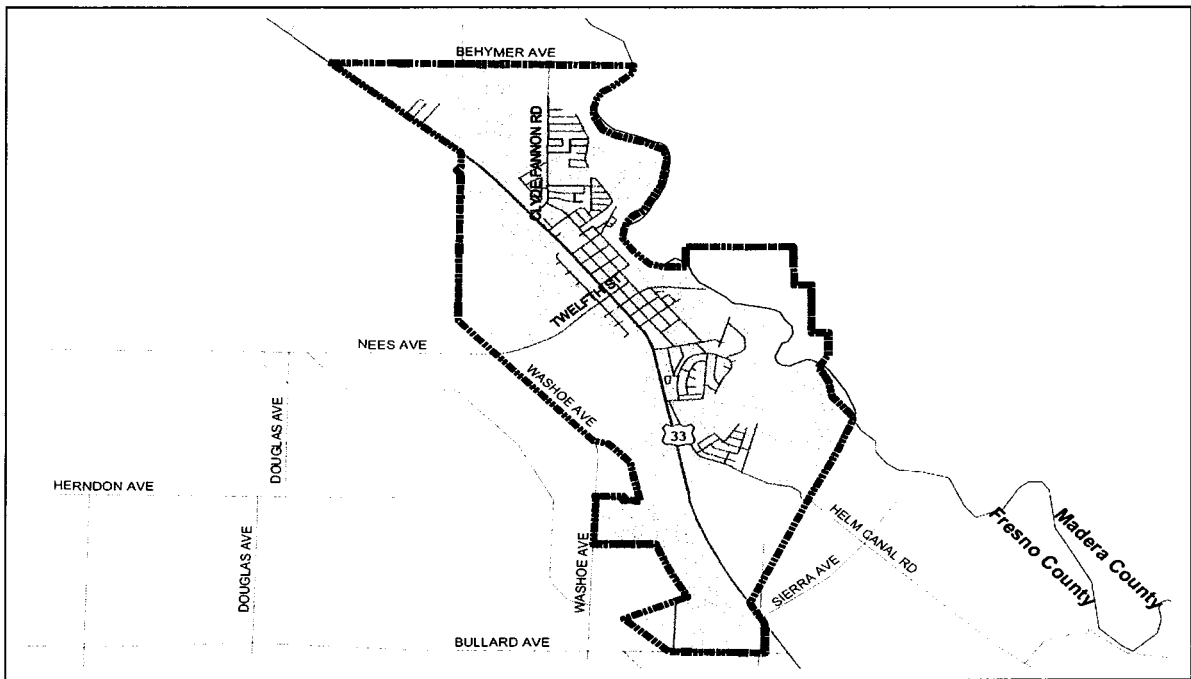 BEHYMER AVE
CLYDE FANNON RD
TWELFTH ST
NEES AVE
WASHOE AVE
DOUGLAS AVE
33
HERNDON AVE
HELM CANAL RD
Fresno County
Madera County
DOUGLAS AVE
WASHOE AVE
SIERRA AVE
BULLARD AVE